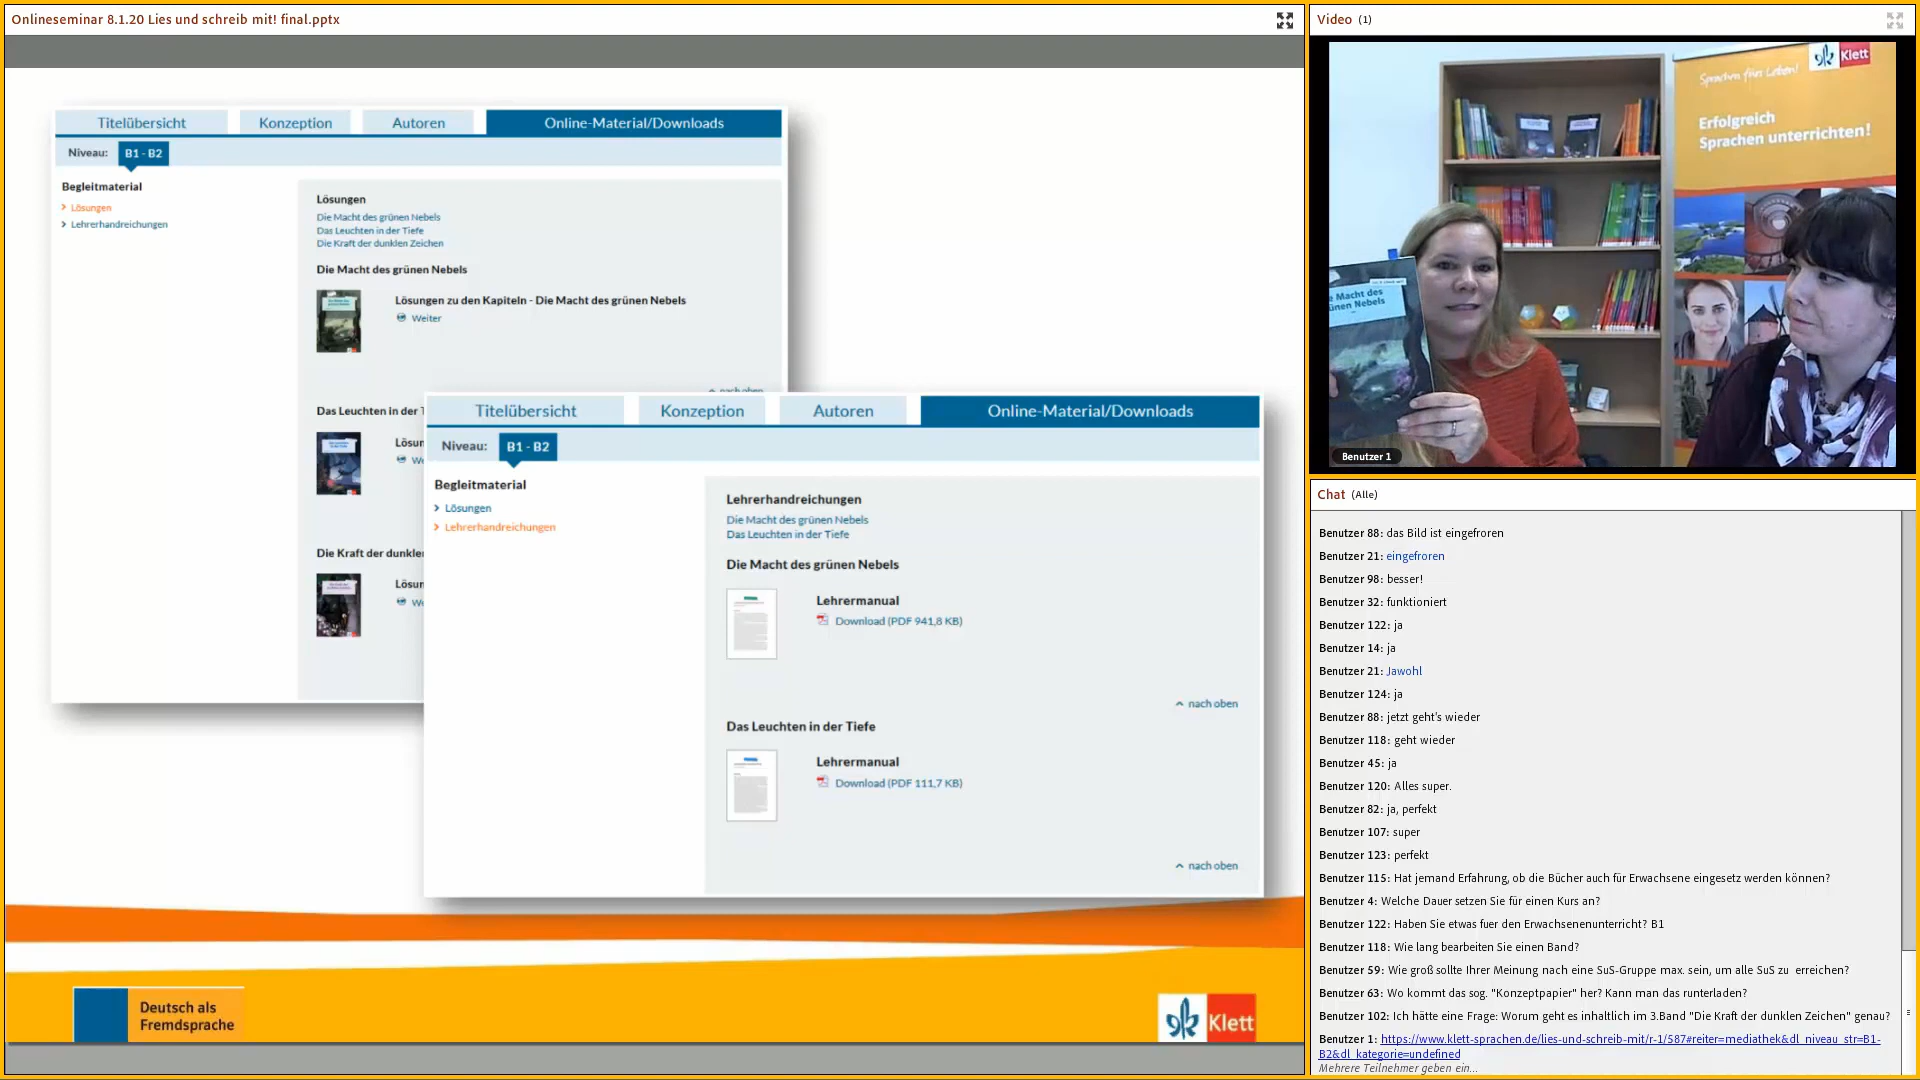 Onlineseminar 8.1.20 Lies und schreib mit! final.pptx
Titelübersicht
Konzeption
Autoren
Online-Material/Downloads
Niveau:
B1 - B2
Begleitmaterial
Lösungen
Lehrerhandreichungen
Lösungen
Die Macht des grünen Nebels
Das Leuchten in der Tiefe
Die Kraft der dunklen Zeichen
Die Macht des grünen Nebels
Lösungen zu den Kapiteln - Die Macht des grünen Nebels
Weiter
nach oben
Das Leuchten in der
Die Kraft der dunkle
Titelübersicht
Konzeption
Autoren
Online-Material/Downloads
Niveau:
B1 - B2
Begleitmaterial
Lösungen
Lehrerhandreichungen
Lehrerhandreichungen
Die Macht des grünen Nebels
Das Leuchten in der Tiefe
Die Macht des grünen Nebels
Lehrermanual
Download (PDF 941,8 KB)
nach oben
Das Leuchten in der Tiefe
Lehrermanual
Download (PDF 111,7 KB)
nach oben
Deutsch als
Fremdsprache
Klett
Video (1)
Klett
Sprachen fürs Leben!
Erfolgreich
Sprachen unterrichten!
Macht des
Nebels
Benutzer 1
Chat (Alle)
Benutzer 88: das Bild ist eingefroren
Benutzer 21: eingefroren
Benutzer 98: besser!
Benutzer 32: funktioniert
Benutzer 122: ja
Benutzer 14: ja
Benutzer 21: Jawohl
Benutzer 124: ja
Benutzer 88: jetzt geht's wieder
Benutzer 118: geht wieder
Benutzer 45: ja
Benutzer 120: Alles super.
Benutzer 82: ja, perfekt
Benutzer 107: super
Benutzer 123: perfekt
Benutzer 115: Hat jemand Erfahrung, ob die Bücher auch für Erwachsene eingesetz werden können?
Benutzer 4: Welche Dauer setzen Sie für einen Kurs an?
Benutzer 122: Haben Sie etwas fuer den Erwachsenenunterricht? B1
Benutzer 118: Wie lang bearbeiten Sie einen Band?
Benutzer 59: Wie groß sollte Ihrer Meinung nach eine SuS-Gruppe max. sein, um alle SuS zu erreichen?
Benutzer 63: Wo kommt das sog. "Konzeptpapier" her? Kann man das runterladen?
Benutzer 102: Ich hätte eine Frage: Worum geht es inhaltlich im 3.Band "Die Kraft der dunklen Zeichen" genau?
Benutzer 1: https://www.klett-sprachen.de/lies-und-schreib-mit/r-1/587#reiter=mediathek&dl_niveau_str=B1-
B2&dl_kategorie=undefined
Mehrere Teilnehmer geben ein...